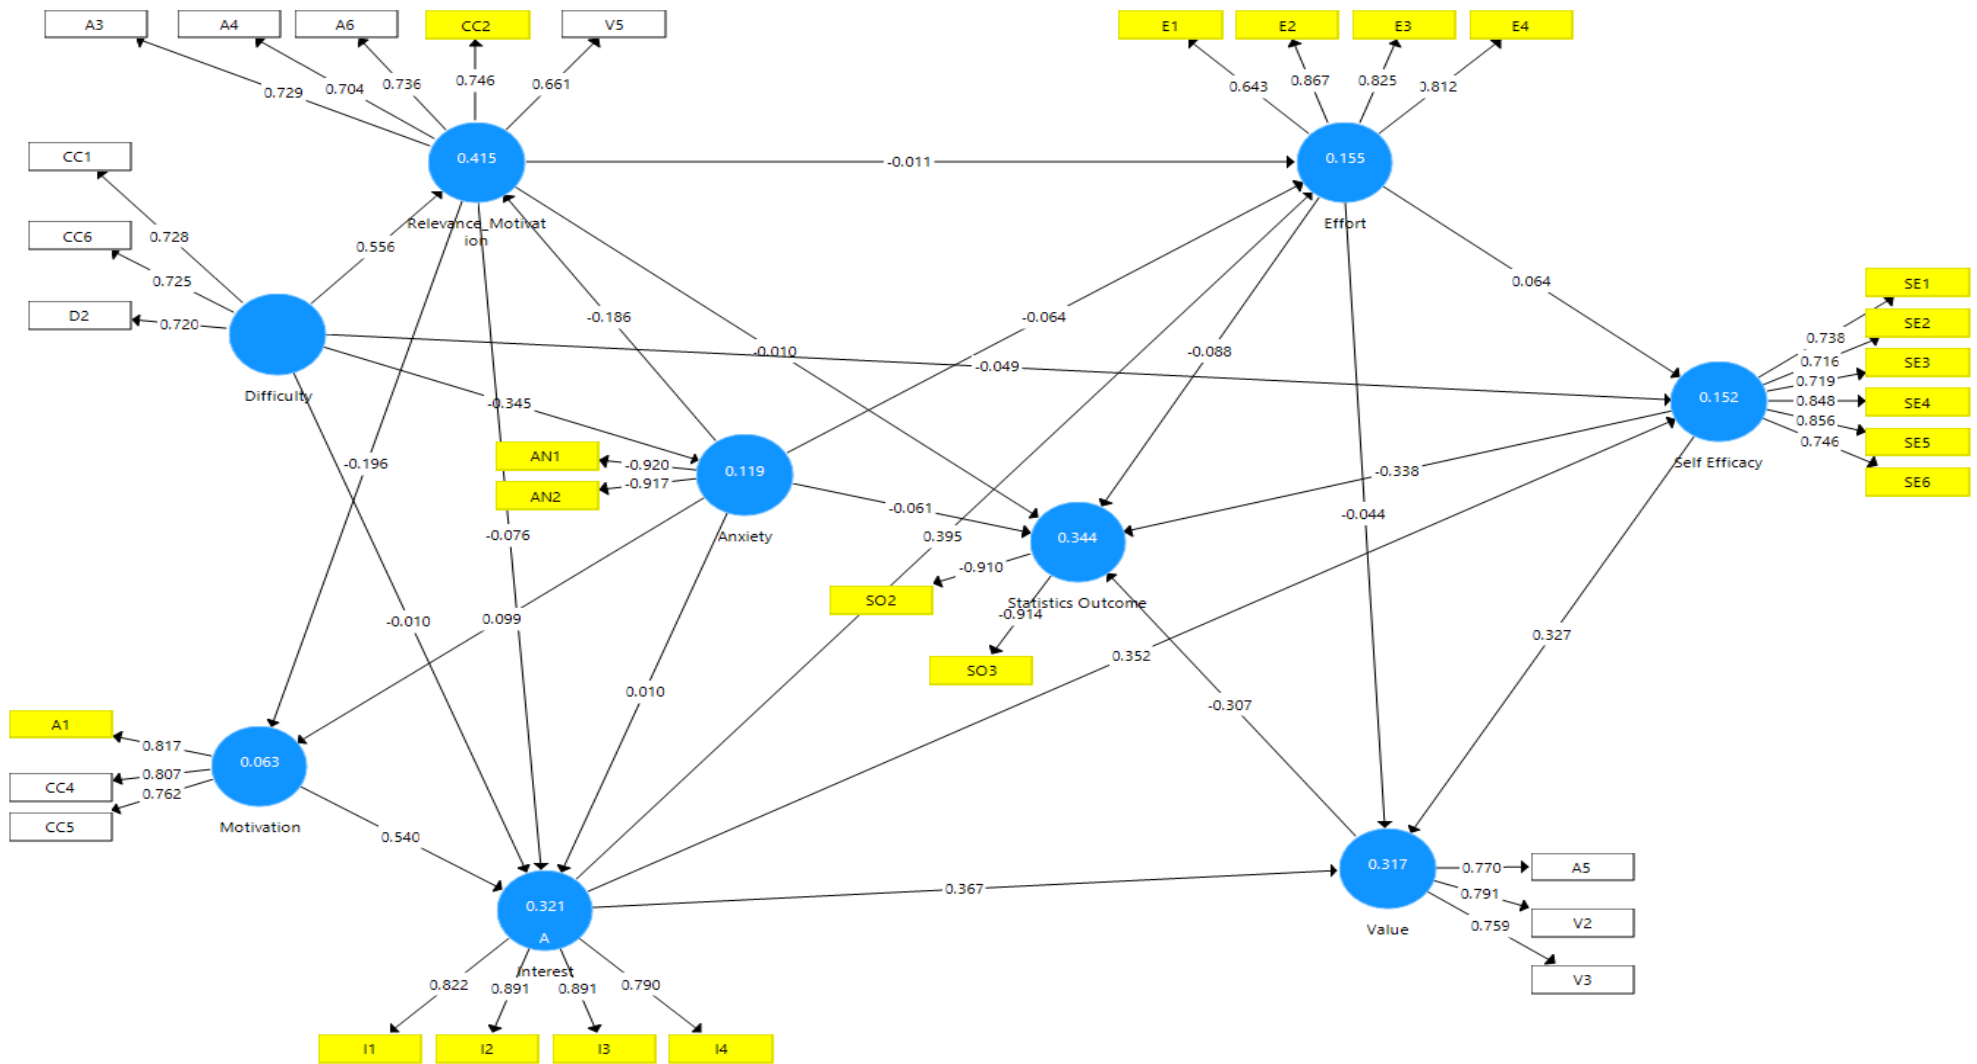 A3
A4
A6
CC2
V5
E1
E2
E3
E4
0.729
0.704
0.736
0.746
0.661
0.643
0.867
0.825
0.812
CC1
0.415
-0.011
0.155
CC6
0.728
0.556
Relevance_Motivat
ion
Effort
0.725
0.064
SE1
D2
0.720
-0.186
-0.064
SE2
0.738
-0.010
-0.088
0.716
SE3
-0.049
0.719
Difficulty
-0.345
0.152
0.848
SE4
0.856
SE5
0.746
AN1
-0.920
0.119
-0.196
-0.338
Self Efficacy
AN2
-0.917
SE6
-0.061
-0.044
-0.076
Anxiety
0.395
0.344
-0.910
SO2
Statistics Outcome
-0.914
0.099
-0.010
0.327
0.352
SO3
0.010
-0.307
A1
0.817
0.063
CC4
0.807
0.762
CC5
Motivation
0.540
0.317
0.770
A5
0.367
0.791
0.321
V2
Value
0.759
A
Interest
V3
0.822
0.891
0.891
0.790
I1
I2
I3
I4